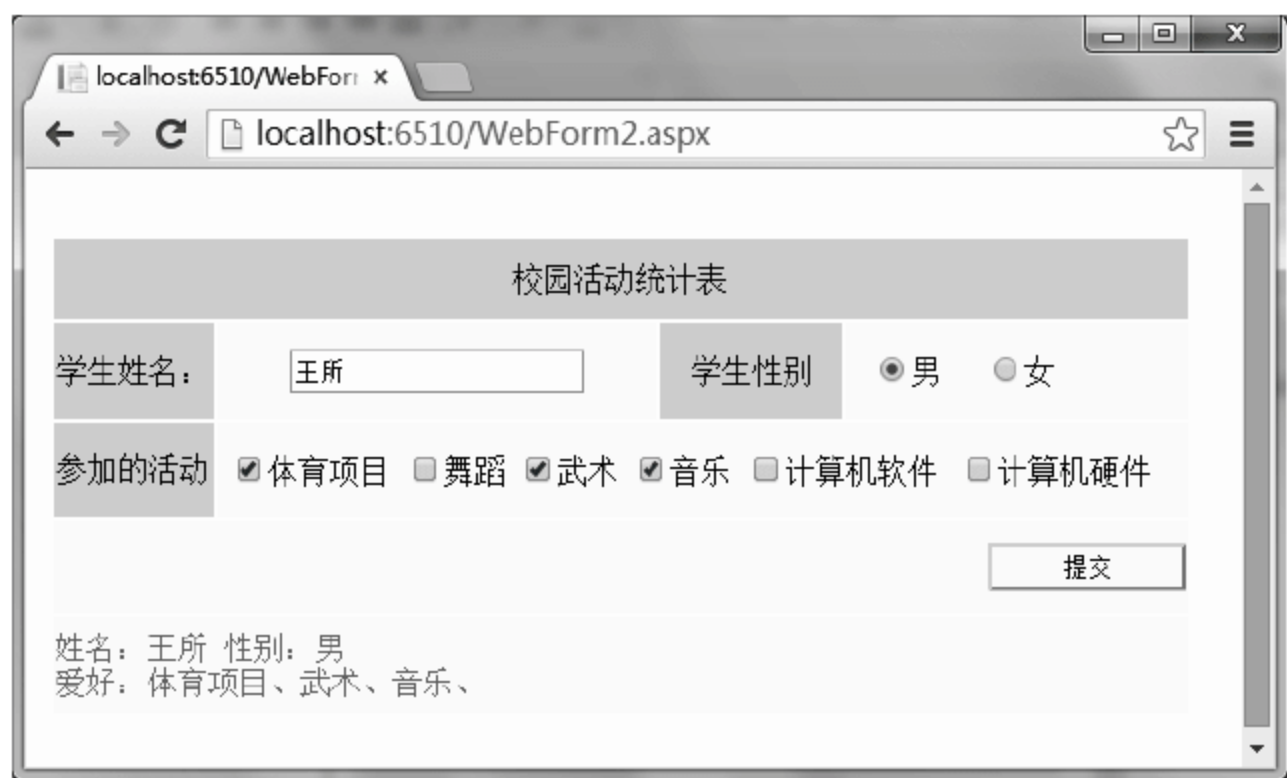 localhost:6510/WebForm
localhost:6510/WebForm2.aspx
校园活动统计表
学生姓名： 王所 学生性别 男 女
参加的活动 体育项目 舞蹈 武术 音乐 计算机软件 计算机硬件
提交
姓名：王所 性别：男
爱好：体育项目、武术、音乐、